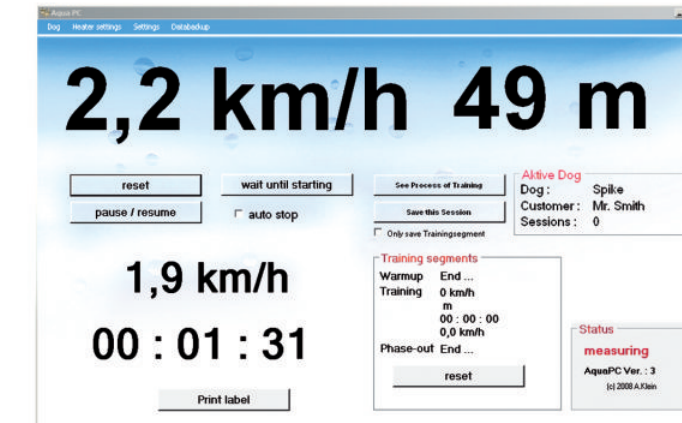 Aqua PC
Dog Heater settings Settings Databackup
2,2 km/h 49 m
reset
wait until starting
pause / resume
auto stop
See Process of Training
Save this Session
Only save Trainingsegment
Aktive Dog
Dog : Spike
Customer : Mr. Smith
Sessions : 0
1,9 km/h
00 : 01 : 31
Print label
Training segments
Warmup End ...
Training 0 km/h
m
00 : 00 : 00
0,0 km/h
Phase-out End ...
reset
Status
measuring
AquaPC Ver. : 3
(c) 2008 A.Klein